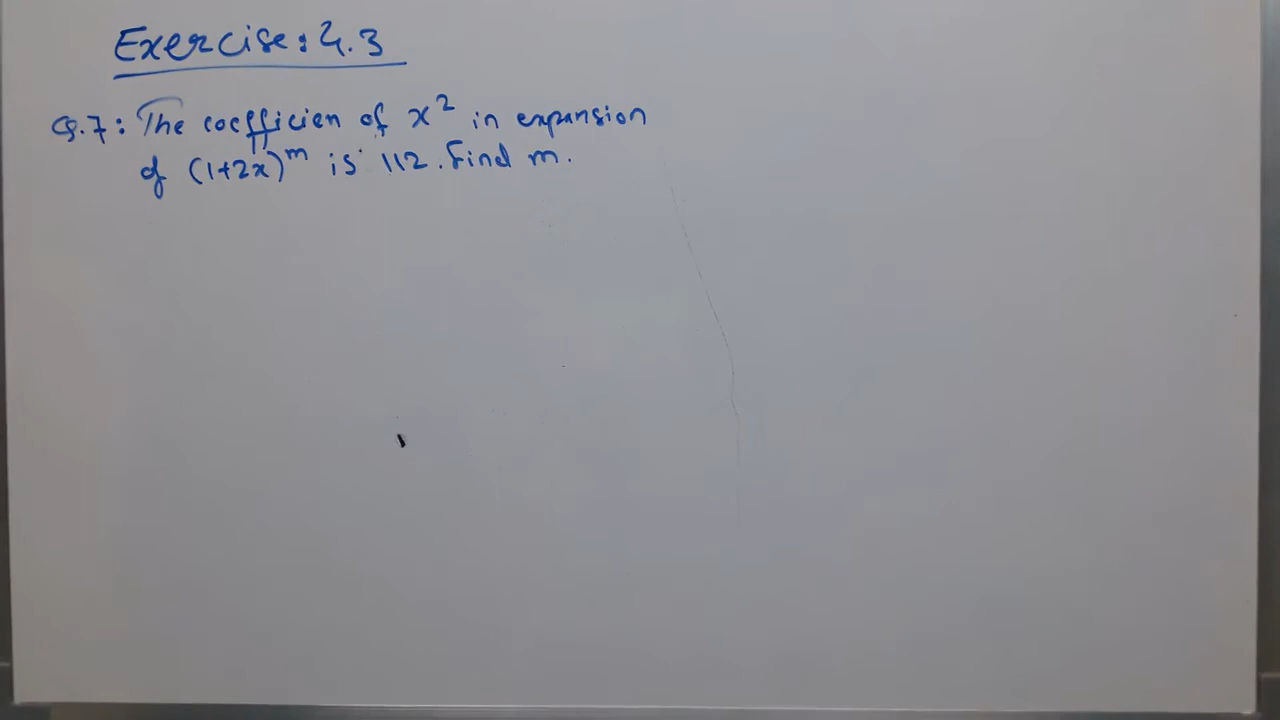 Exercise: 4.3
Q.7: The coefficien of x² in expansion
of (1+2x)^m is 112. Find m.